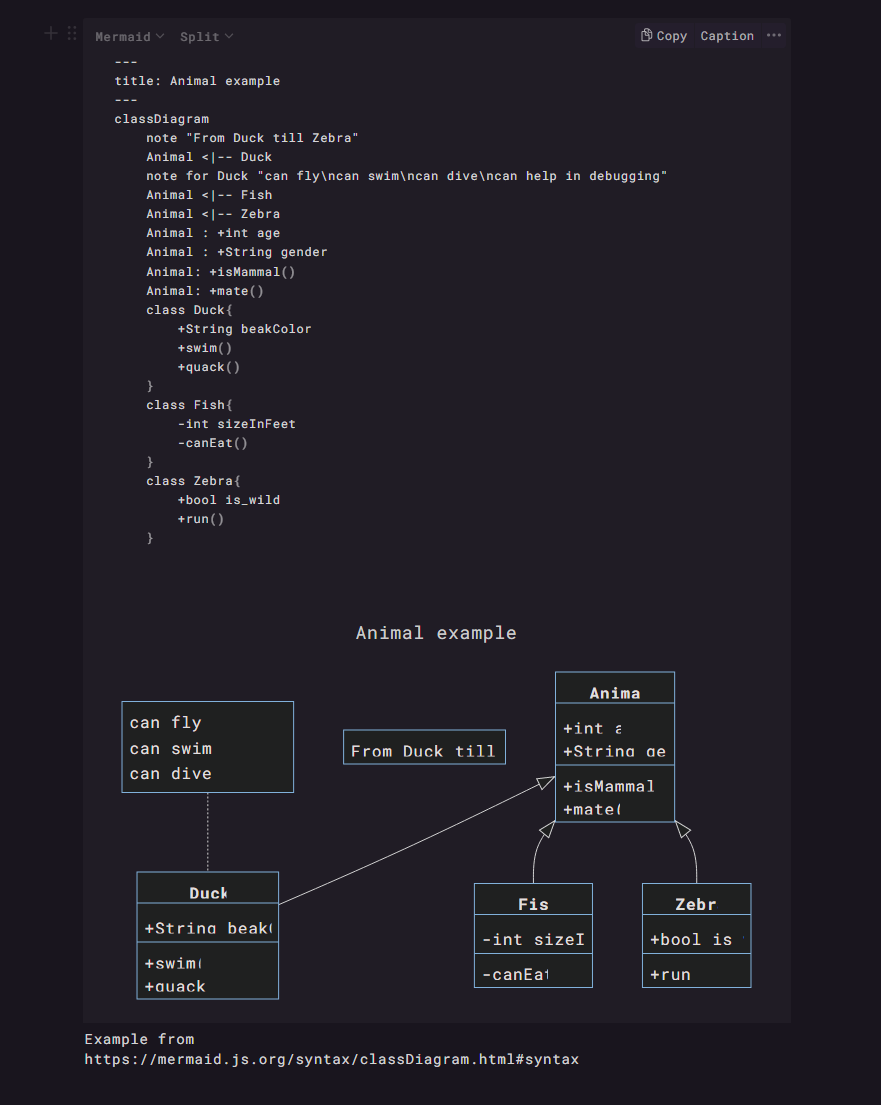 Mermaid Split Copy Caption
---
title: Animal example
---
classDiagram
note "From Duck till Zebra"
Animal <|-- Duck
note for Duck "can fly\ncan swim\ncan dive\ncan help in debugging"
Animal <|-- Fish
Animal <|-- Zebra
Animal : +int age
Animal : +String gender
Animal: +isMammal()
Animal: +mate()
class Duck{
+String beakColor
+swim()
+quack()
}
class Fish{
-int sizeInFeet
-canEat()
}
class Zebra{
+bool is_wild
+run()
}
Animal example
can fly
can swim
can dive
From Duck till
Anima
+int a
+String ge
+isMammal
+mate(
Duck
+String beakC
+swim(
+quack
Fis
-int sizeI
-canEat
Zebr
+bool is
+run
Example from
https://mermaid.js.org/syntax/classDiagram.html#syntax